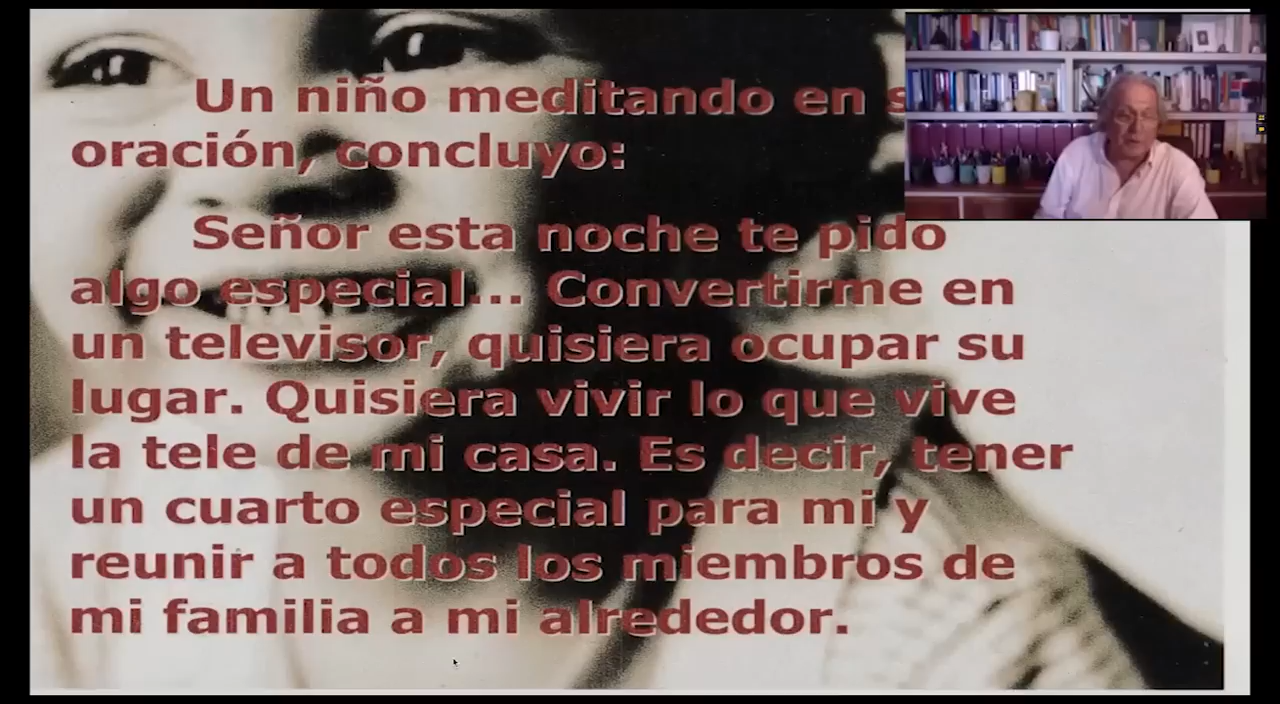 Un niño meditando en
oración, concluyo:
Señor esta noche te pido
algo especial... Convertirme en
un televisor, quisiera ocupar su
lugar. Quisiera vivir lo que vive
la tele de mi casa. Es decir, tener
un cuarto especial para mi y
reunir a todos los miembros de
mi familia a mi alrededor.